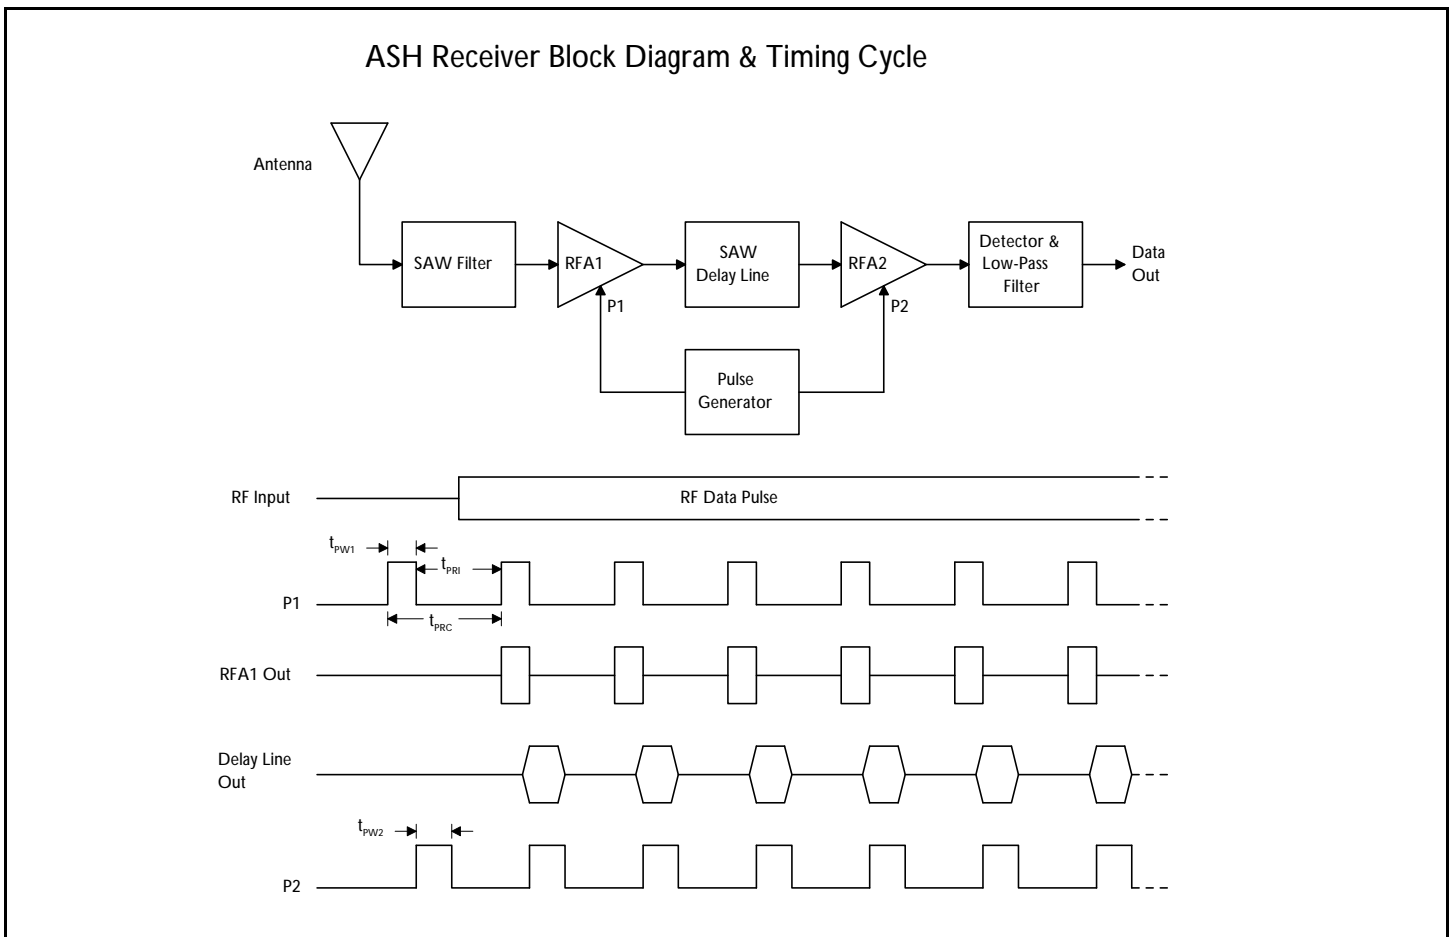 ASH Receiver Block Diagram & Timing Cycle
Antenna
SAW Filter
RFA1
SAW
Delay Line
RFA2
Detector &
Low-Pass
Filter
Data
Out
P1
P2
Pulse
Generator
RF Input
RF Data Pulse
tPW1
tPRI
P1
tPRC
RFA1 Out
Delay Line
Out
tPW2
P2